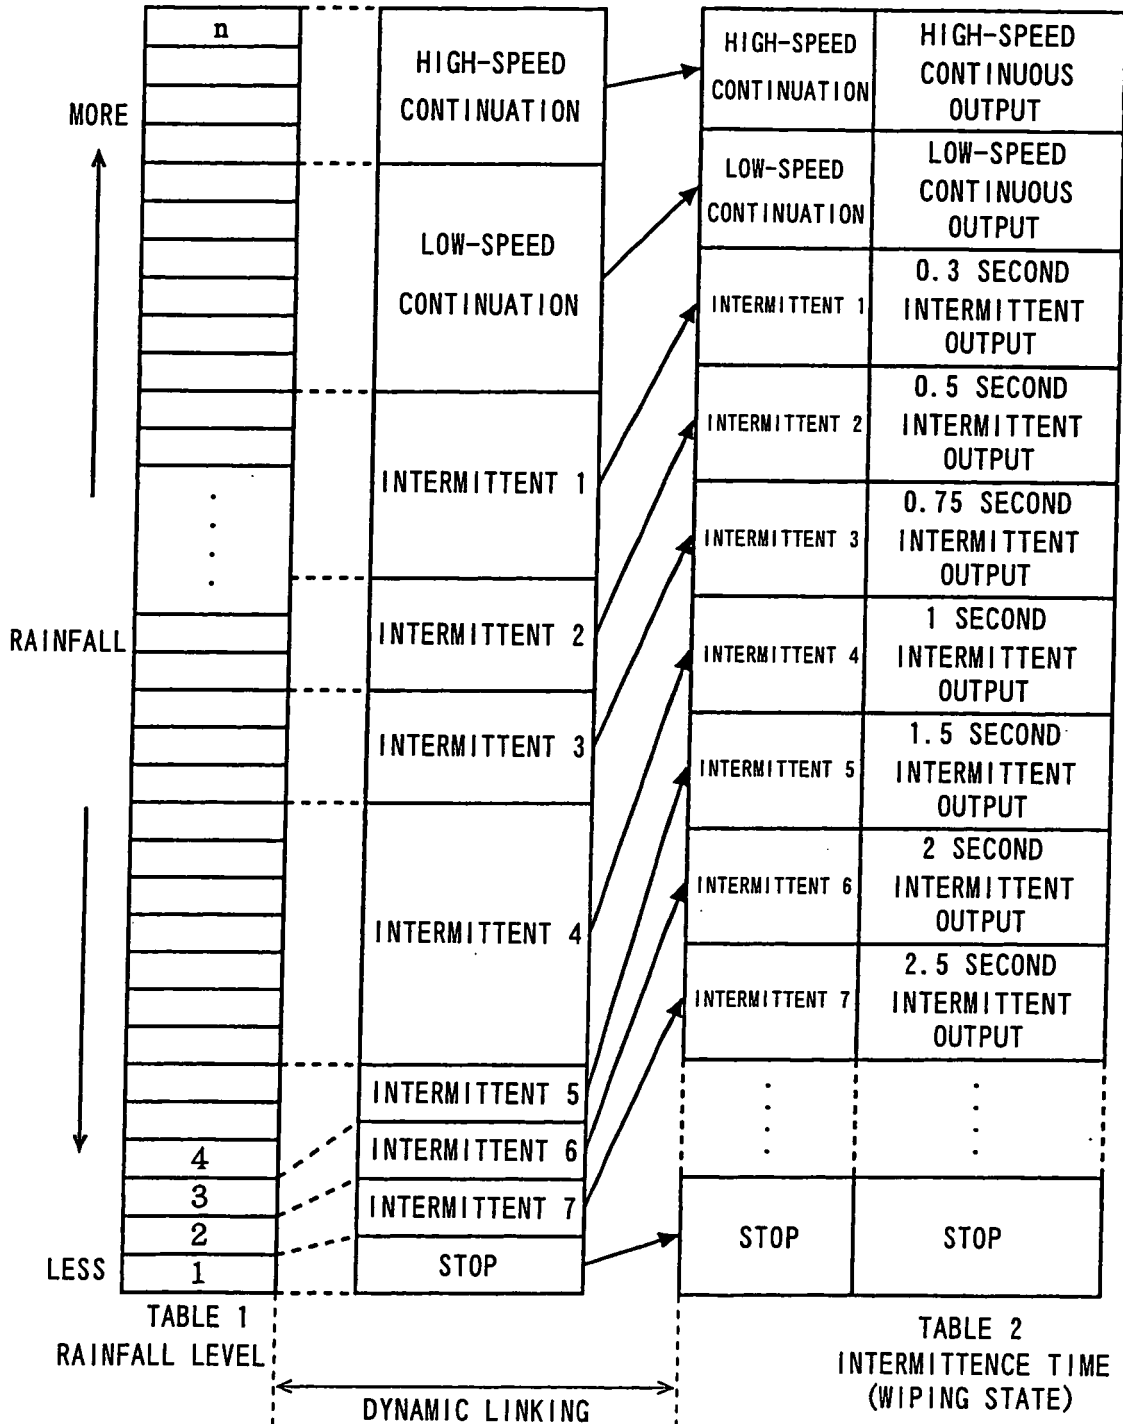 n
MORE
RAINFALL
4
3
2
LESS
1
TABLE 1
RAINFALL LEVEL
HIGH-SPEED
CONTINUATION
LOW-SPEED
CONTINUATION
INTERMITTENT 1
INTERMITTENT 2
INTERMITTENT 3
INTERMITTENT 4
INTERMITTENT 5
INTERMITTENT 6
INTERMITTENT 7
STOP
DYNAMIC LINKING
HIGH-SPEED
CONTINUATION
HIGH-SPEED
CONTINUOUS
OUTPUT
LOW-SPEED
CONTINUATION
LOW-SPEED
CONTINUOUS
OUTPUT
INTERMITTENT 1
0.3 SECOND
INTERMITTENT
OUTPUT
INTERMITTENT 2
0.5 SECOND
INTERMITTENT
OUTPUT
INTERMITTENT 3
0.75 SECOND
INTERMITTENT
OUTPUT
INTERMITTENT 4
1 SECOND
INTERMITTENT
OUTPUT
INTERMITTENT 5
1.5 SECOND
INTERMITTENT
OUTPUT
INTERMITTENT 6
2 SECOND
INTERMITTENT
OUTPUT
INTERMITTENT 7
2.5 SECOND
INTERMITTENT
OUTPUT
STOP
STOP
TABLE 2
INTERMITTENCE TIME
(WIPING STATE)